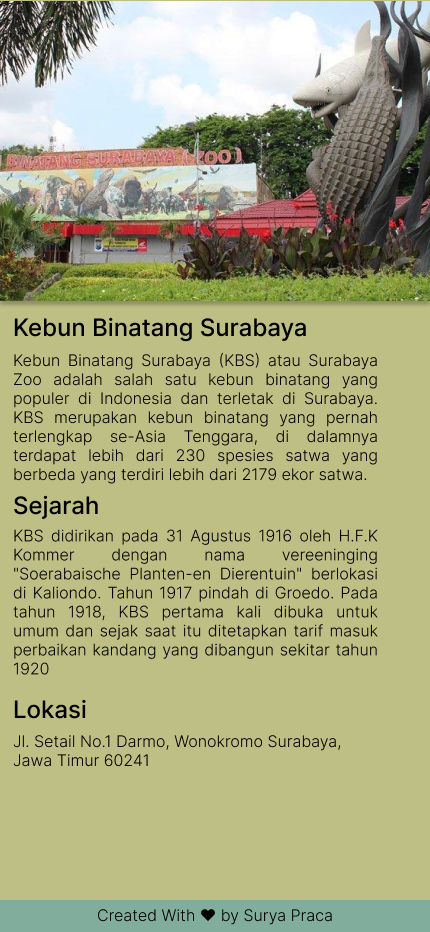 BINATANG SURABAYA ( ZOO )
Kebun Binatang Surabaya
Kebun Binatang Surabaya (KBS) atau Surabaya
Zoo adalah salah satu kebun binatang yang
populer di Indonesia dan terletak di Surabaya.
KBS merupakan kebun binatang yang pernah
terlengkap se-Asia Tenggara, di dalamnya
terdapat lebih dari 230 spesies satwa yang
berbeda yang terdiri lebih dari 2179 ekor satwa.
Sejarah
KBS didirikan pada 31 Agustus 1916 oleh H.F.K
Kommer dengan nama vereeninging
"Soerabaische Planten-en Dierentuin" berlokasi
di Kaliondo. Tahun 1917 pindah di Groedo. Pada
tahun 1918, KBS pertama kali dibuka untuk
umum dan sejak saat itu ditetapkan tarif masuk
perbaikan kandang yang dibangun sekitar tahun
1920
Lokasi
Jl. Setail No.1 Darmo, Wonokromo Surabaya,
Jawa Timur 60241
Created With ♥ by Surya Praca